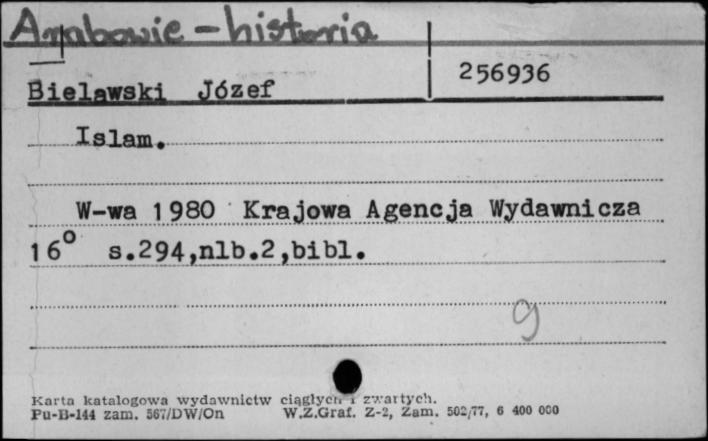 Arabowie - historia
256936
Bielawski Józef
Islam.
W-wa 1980 Krajowa Agencja Wydawnicza
16° s.294,nlb.2,bibl.
9
Karta katalogowa wydawnictw ciągłych i zwartych.
Pu-B-144 zam. 567/DW/On W.Z.Graf. Z-2, Zam. 502/77, 6 400 000